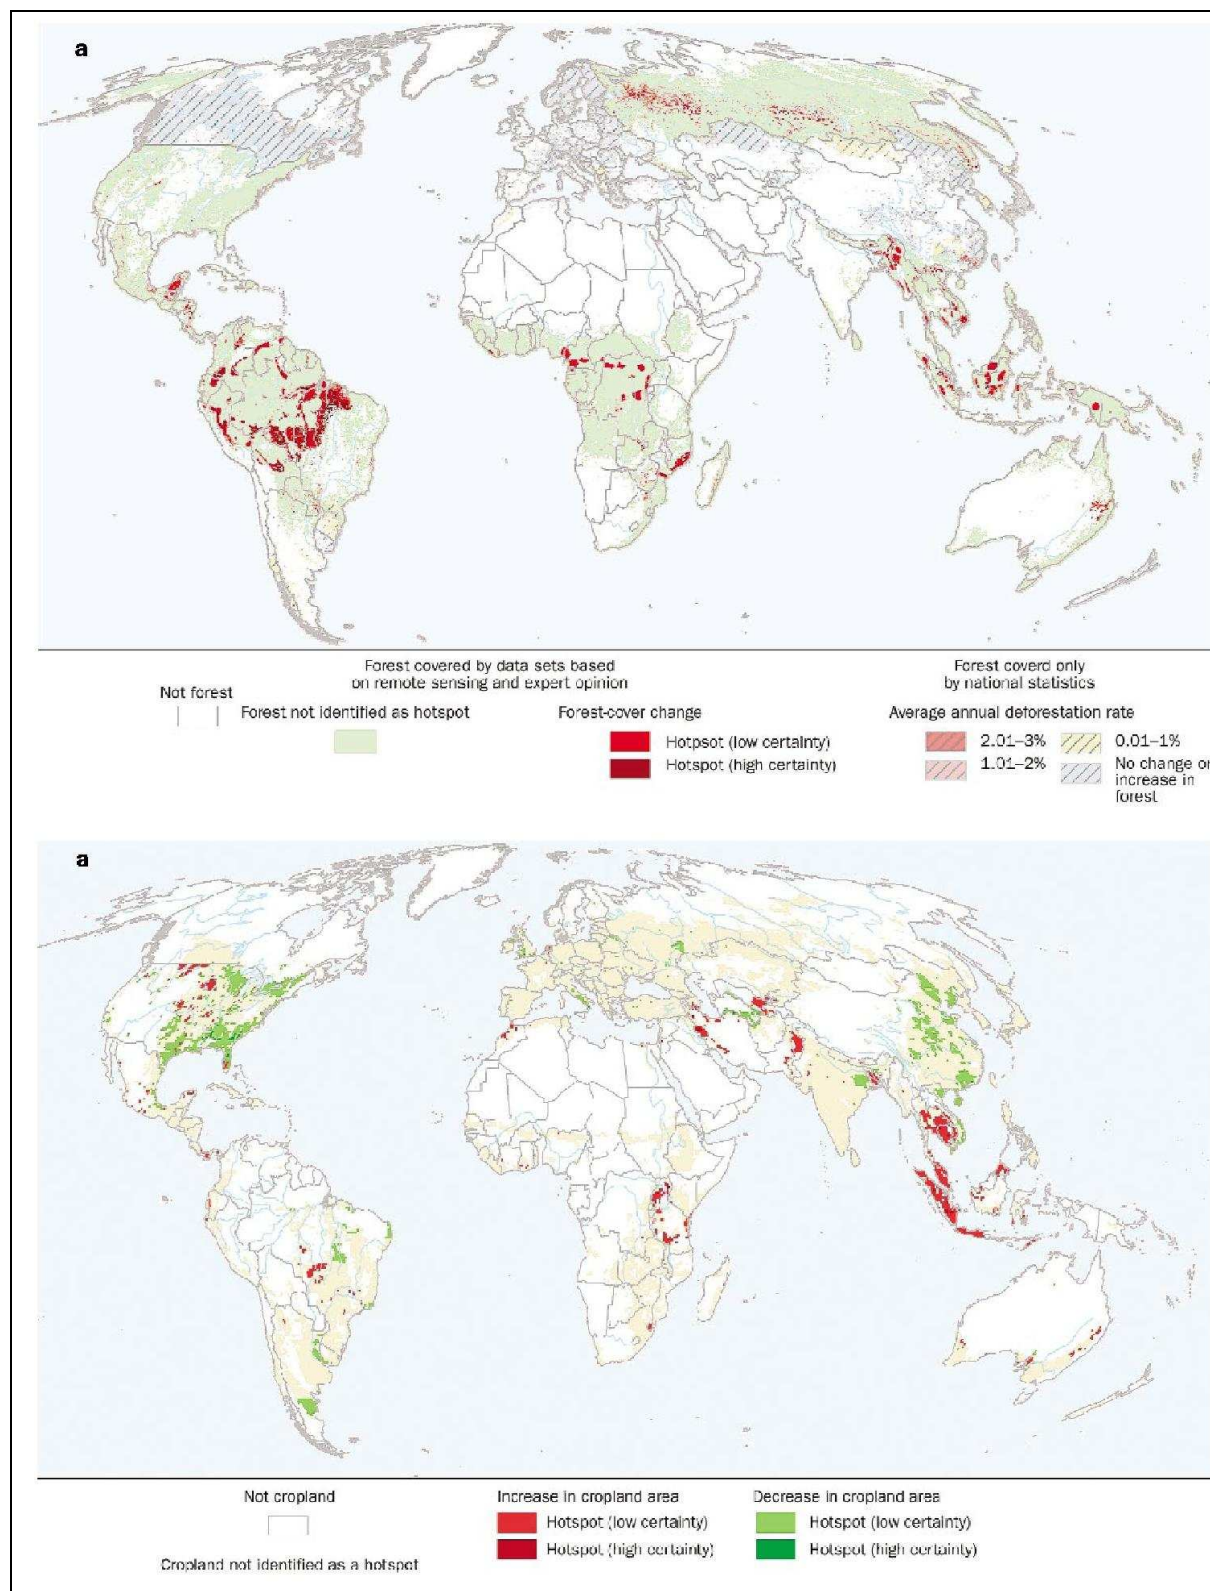 a
Forest covered by data sets based
on remote sensing and expert opinion
Forest coverd only
by national statistics
Not forest
Forest not identified as hotspot
Forest-cover change
Average annual deforestation rate
Hotpsot (low certainty)
2.01–3%
0.01–1%
Hotspot (high certainty)
1.01–2%
No change or
increase in
forest
a
Not cropland
Increase in cropland area
Decrease in cropland area
Hotspot (low certainty)
Hotspot (low certainty)
Hotspot (high certainty)
Hotspot (high certainty)
Cropland not identified as a hotspot